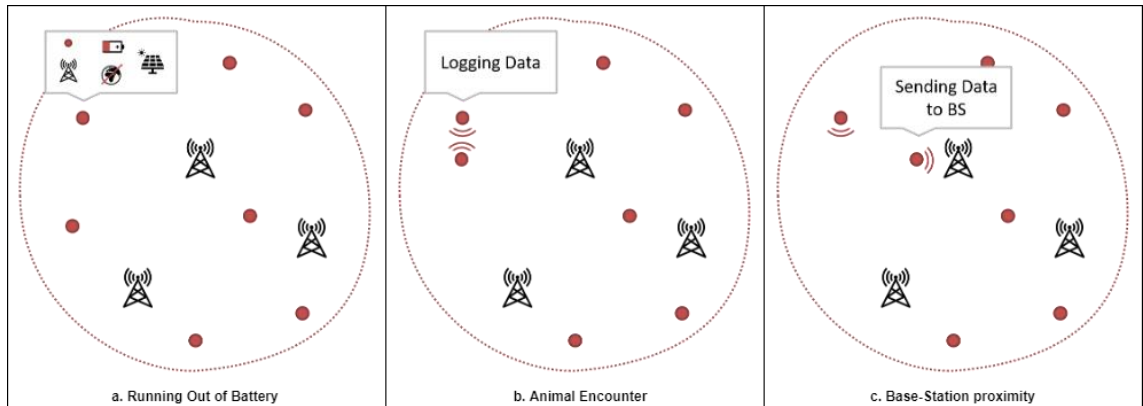 Logging Data
Sending Data
to BS
a. Running Out of Battery
b. Animal Encounter
c. Base-Station proximity